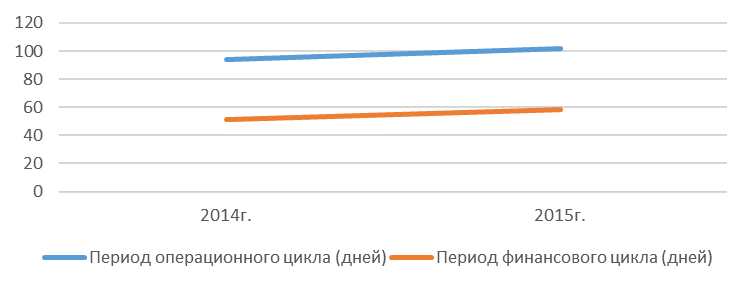 120
100
80
60
40
20
0
2014г.
2015г.
Период операционного цикла (дней)
Период финансового цикла (дней)